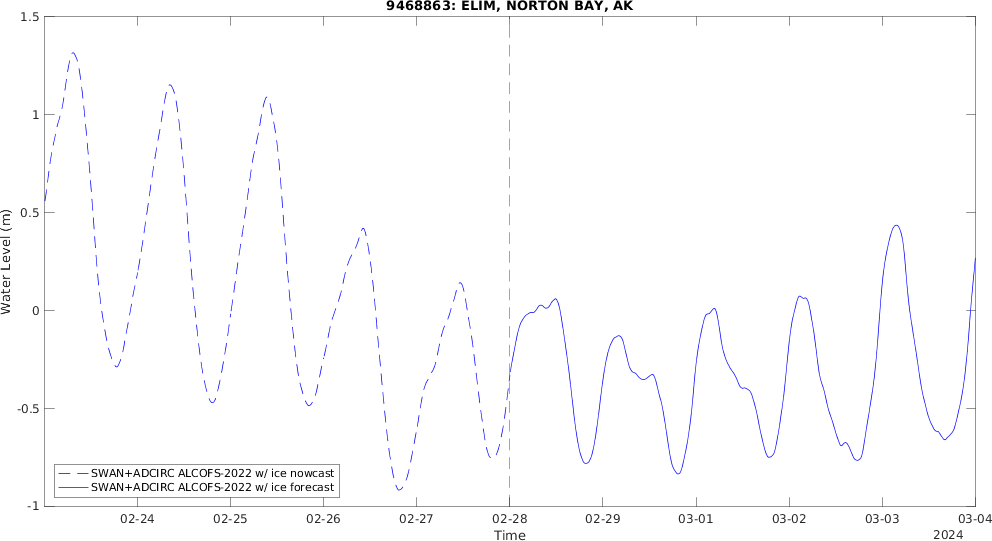 9468863: ELIM, NORTON BAY, AK
1.5
1
0.5
0
-0.5
-1
Water Level (m)
SWAN+ADCIRC ALCOFS-2022 w/ ice nowcast
SWAN+ADCIRC ALCOFS-2022 w/ ice forecast
02-24 02-25 02-26 02-27 02-28 02-29 03-01 03-02 03-03 03-04
Time
2024